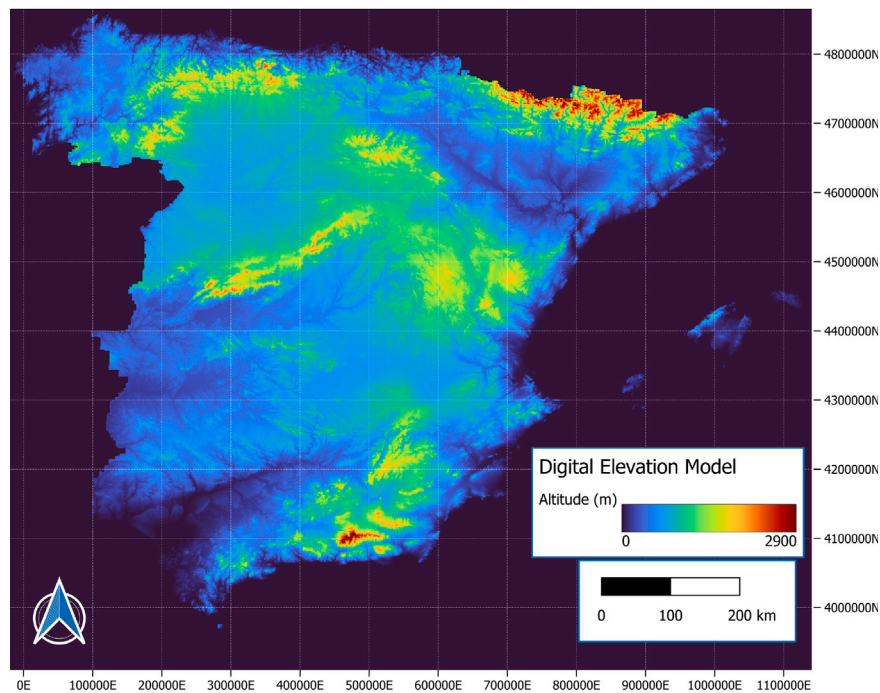 4800000N
4700000N
4600000N
4500000N
4400000N
4300000N
4200000N
4100000N
4000000N
Digital Elevation Model
Altitude (m)
0 2900
0 100 200 km
0E 100000E 200000E 300000E 400000E 500000E 600000E 700000E 800000E 900000E 1000000E 1100000E